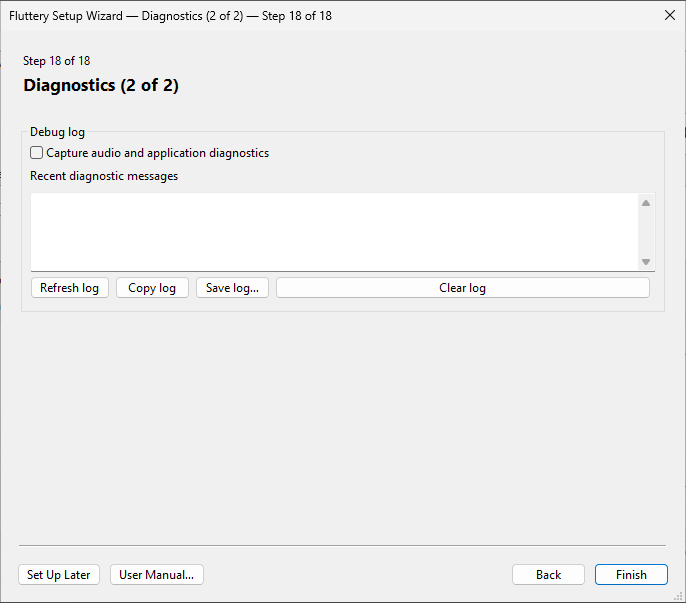 Fluttery Setup Wizard — Diagnostics (2 of 2) — Step 18 of 18
Step 18 of 18
Diagnostics (2 of 2)
Debug log
Capture audio and application diagnostics
Recent diagnostic messages
Refresh log Copy log Save log... Clear log
Set Up Later User Manual... Back Finish